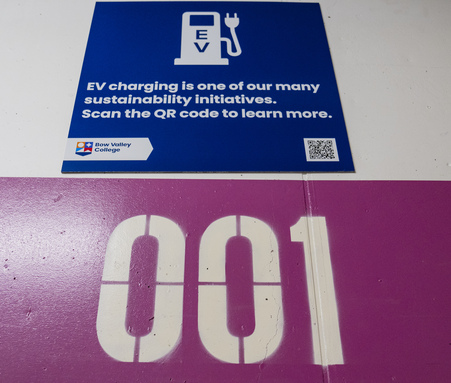 EV
EV charging is one of our many
sustainability initiatives.
Scan the QR code to learn more.
Bow Valley
College
001